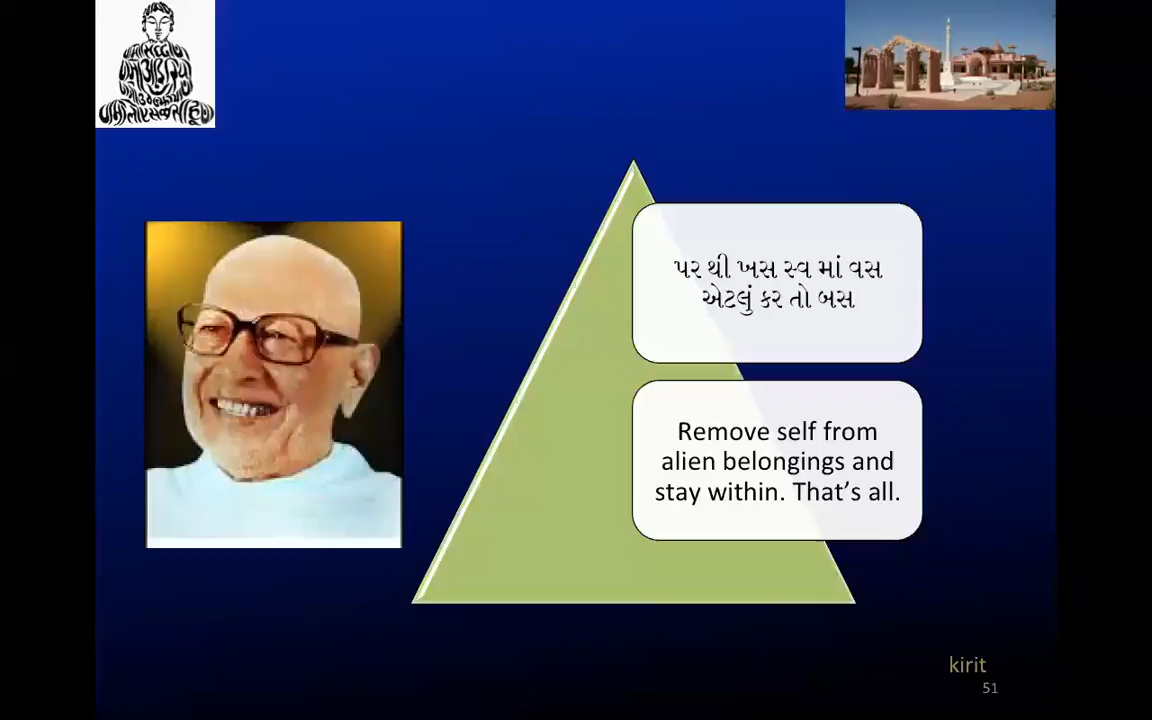 પર થી ખસ સ્વ માં વસ
એટલું કર તો બસ
Remove self from
alien belongings and
stay within. That’s all.
kirit
51